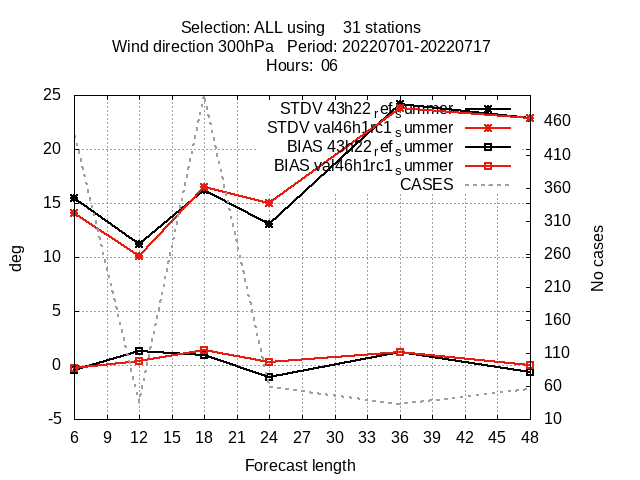 Selection: ALL using    31 stations
Wind direction 300hPa   Period: 20220701-20220717
Hours:  06
25
20
15
10
5
0
-5
deg
STDV 43h22_ref_summer
STDV val46h1rc1_summer
BIAS 43h22_ref_summer
BIAS val46h1rc1_summer
CASES
460
410
360
310
260
210
160
110
60
10
No cases
6 9 12 15 18 21 24 27 30 33 36 39 42 45 48
Forecast length